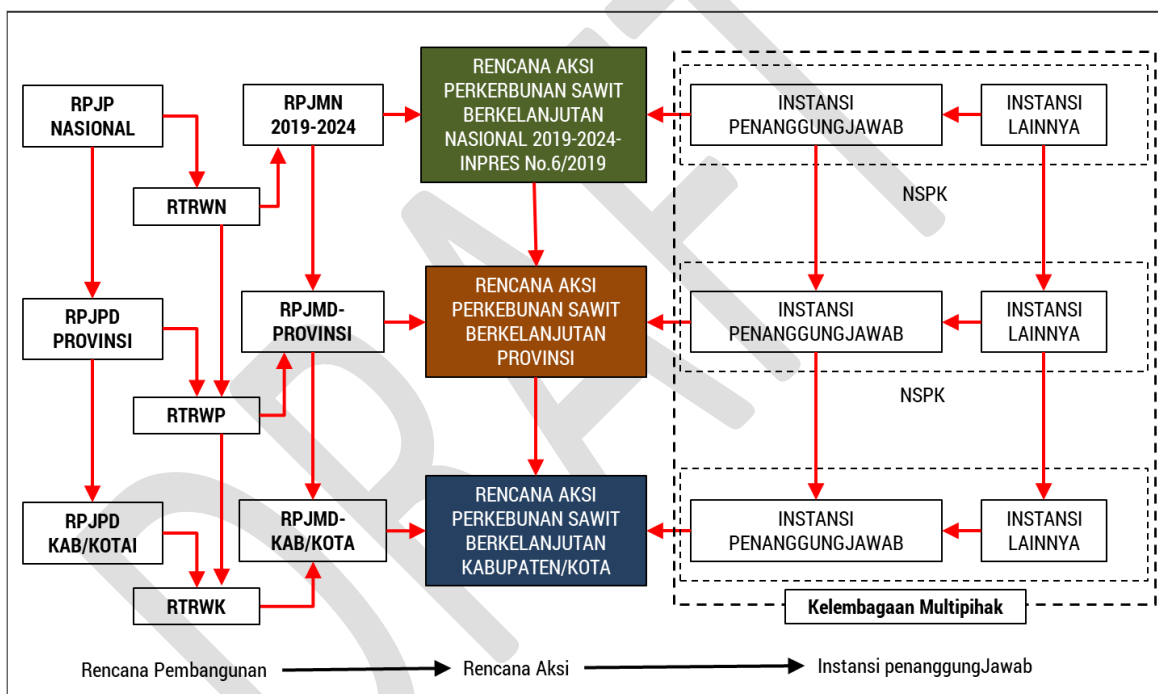 RPJP
NASIONAL
RPJMN
2019-2024
RENCANA AKSI
PERKERBUNAN SAWIT
BERKELANJUTAN
NASIONAL 2019-2024-
INPRES No.6/2019
INSTANSI
PENANGGUNGJAWAB
INSTANSI
LAINNYA
RTRWN
NSPK
RPJPD
PROVINSI
RPJMD-
PROVINSI
RENCANA AKSI
PERKEBUNAN SAWIT
BERKELANJUTAN
PROVINSI
INSTANSI
PENANGGUNGJAWAB
INSTANSI
LAINNYA
RTRWP
NSPK
RPJPD
KAB/KOTAI
RPJMD-
KAB/KOTA
RENCANA AKSI
PERKEBUNAN SAWIT
BERKELANJUTAN
KABUPATEN/KOTA
INSTANSI
PENANGGUNGJAWAB
INSTANSI
LAINNYA
RTRWK
Kelembagaan Multipihak
Rencana Pembangunan
Rencana Aksi
Instansi penanggungJawab
DRAFT